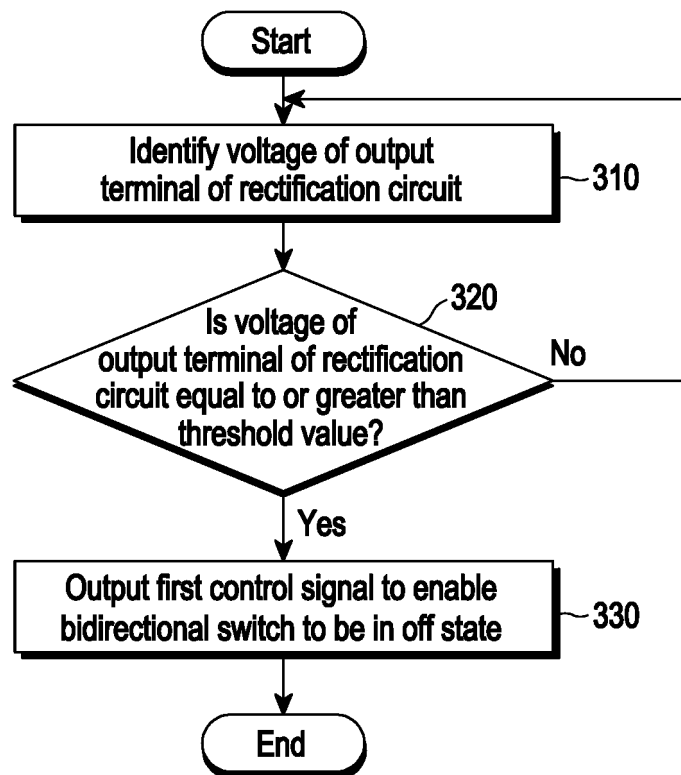 Start
Identify voltage of output
terminal of rectification circuit
310
320
Is voltage of
output terminal of rectification
circuit equal to or greater than
threshold value?
No
Yes
Output first control signal to enable
bidirectional switch to be in off state
330
End